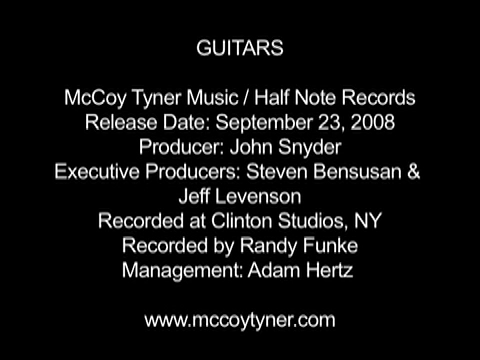 GUITARS
McCoy Tyner Music / Half Note Records
Release Date: September 23, 2008
Producer: John Snyder
Executive Producers: Steven Bensusan &
Jeff Levenson
Recorded at Clinton Studios, NY
Recorded by Randy Funke
Management: Adam Hertz
www.mccoytyner.com